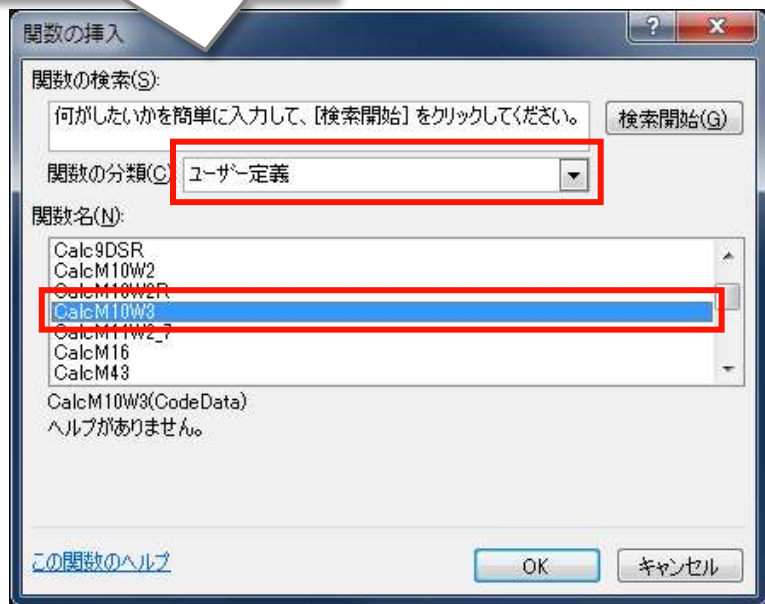 関数の挿入
?
X
関数の検索(S):
何がしたいかを簡単に入力して、[検索開始] をクリックしてください。
検索開始(G)
関数の分類(C)
ユーザー定義
関数名(N):
Calc9DSR
CalcM10W2
CalcM10W2R
CalcM10W3
CalcM11W2_7
CalcM16
CalcM43
CalcM10W3(CodeData)
ヘルプがありません。
この関数のヘルプ
OK
キャンセル